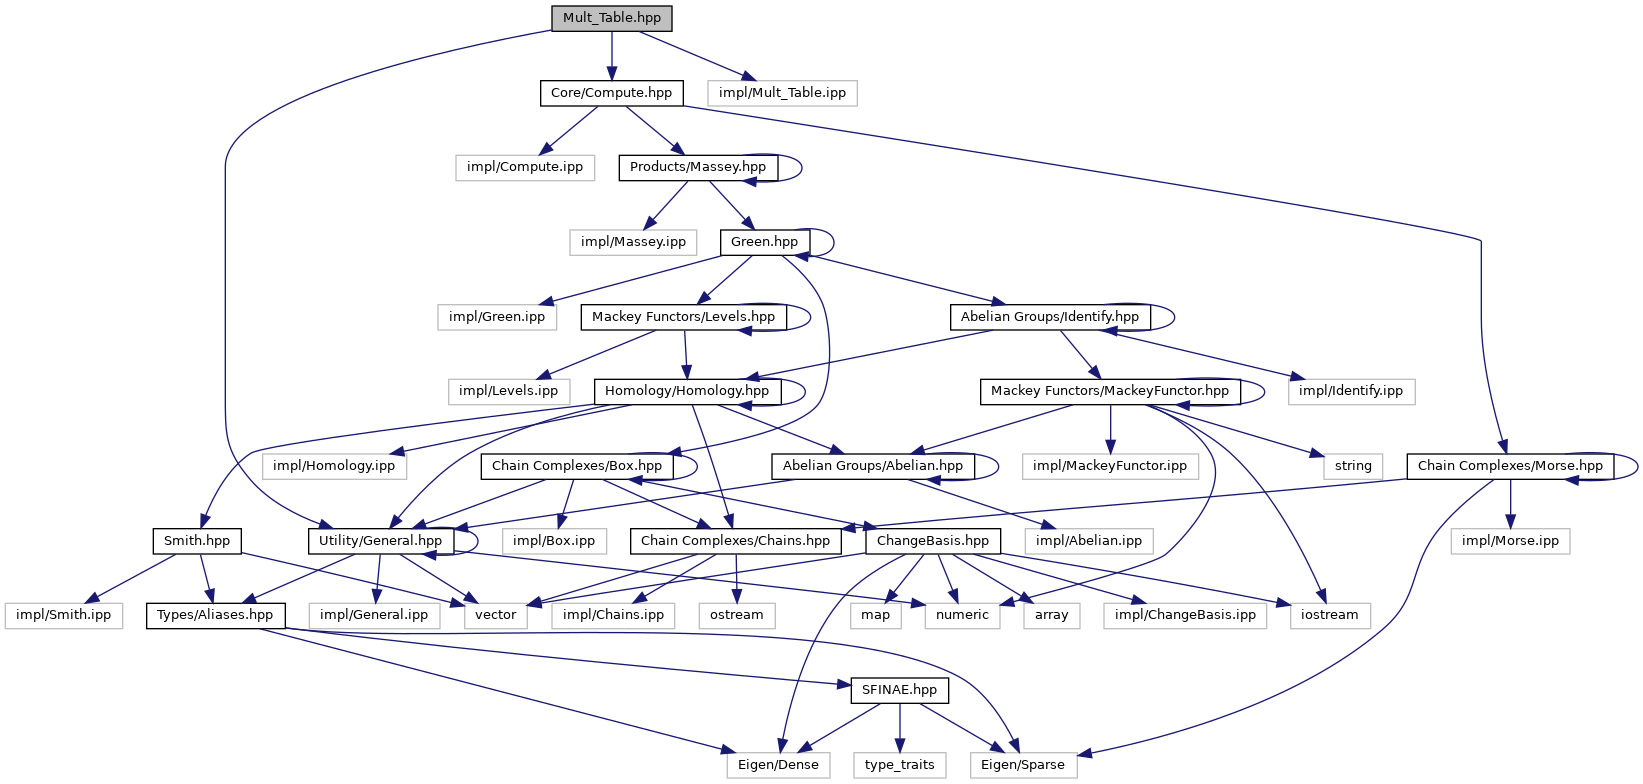 Mult_Table.hpp
Core/Compute.hpp
impl/Mult_Table.ipp
impl/Compute.ipp
Products/Massey.hpp
impl/Massey.ipp
Green.hpp
impl/Green.ipp
Mackey Functors/Levels.hpp
Abelian Groups/Identify.hpp
impl/Levels.ipp
Homology/Homology.hpp
Mackey Functors/MackeyFunctor.hpp
impl/Identify.ipp
impl/Homology.ipp
Chain Complexes/Box.hpp
Abelian Groups/Abelian.hpp
impl/MackeyFunctor.ipp
string
Chain Complexes/Morse.hpp
Smith.hpp
Utility/General.hpp
impl/Box.ipp
Chain Complexes/Chains.hpp
ChangeBasis.hpp
impl/Abelian.ipp
impl/Morse.ipp
impl/Smith.ipp
Types/Aliases.hpp
impl/General.ipp
vector
impl/Chains.ipp
ostream
map
numeric
array
impl/ChangeBasis.ipp
iostream
SFINAE.hpp
Eigen/Dense
type_traits
Eigen/Sparse